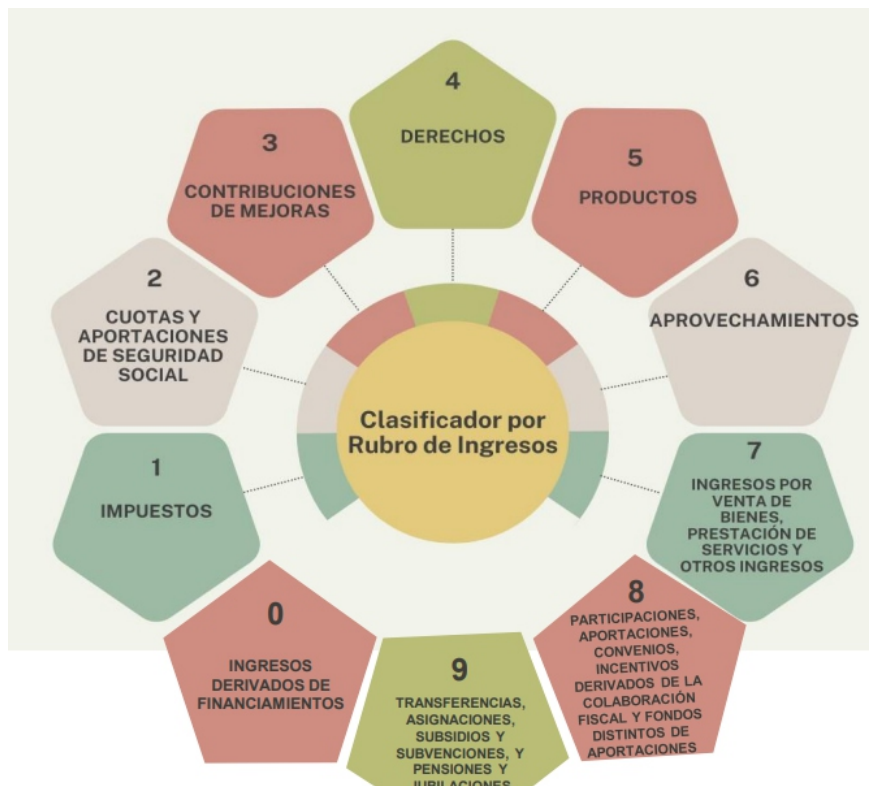 4
DERECHOS
3
CONTRIBUCIONES
DE MEJORAS
5
PRODUCTOS
2
CUOTAS Y
APORTACIONES
DE SEGURIDAD
SOCIAL
6
APROVECHAMIENTOS
Clasificador por
Rubro de Ingresos
1
IMPUESTOS
7
INGRESOS POR
VENTA DE
BIENES,
PRESTACIÓN DE
SERVICIOS Y
OTROS INGRESOS
0
INGRESOS
DERIVADOS DE
FINANCIAMIENTOS
9
TRANSFERENCIAS,
ASIGNACIONES,
SUBSIDIOS Y
SUBVENCIONES, Y
PENSIONES Y
JUBILACIONES
8
PARTICIPACIONES,
APORTACIONES,
CONVENIOS,
INCENTIVOS
DERIVADOS DE LA
COLABORACIÓN
FISCAL Y FONDOS
DISTINTOS DE
APORTACIONES